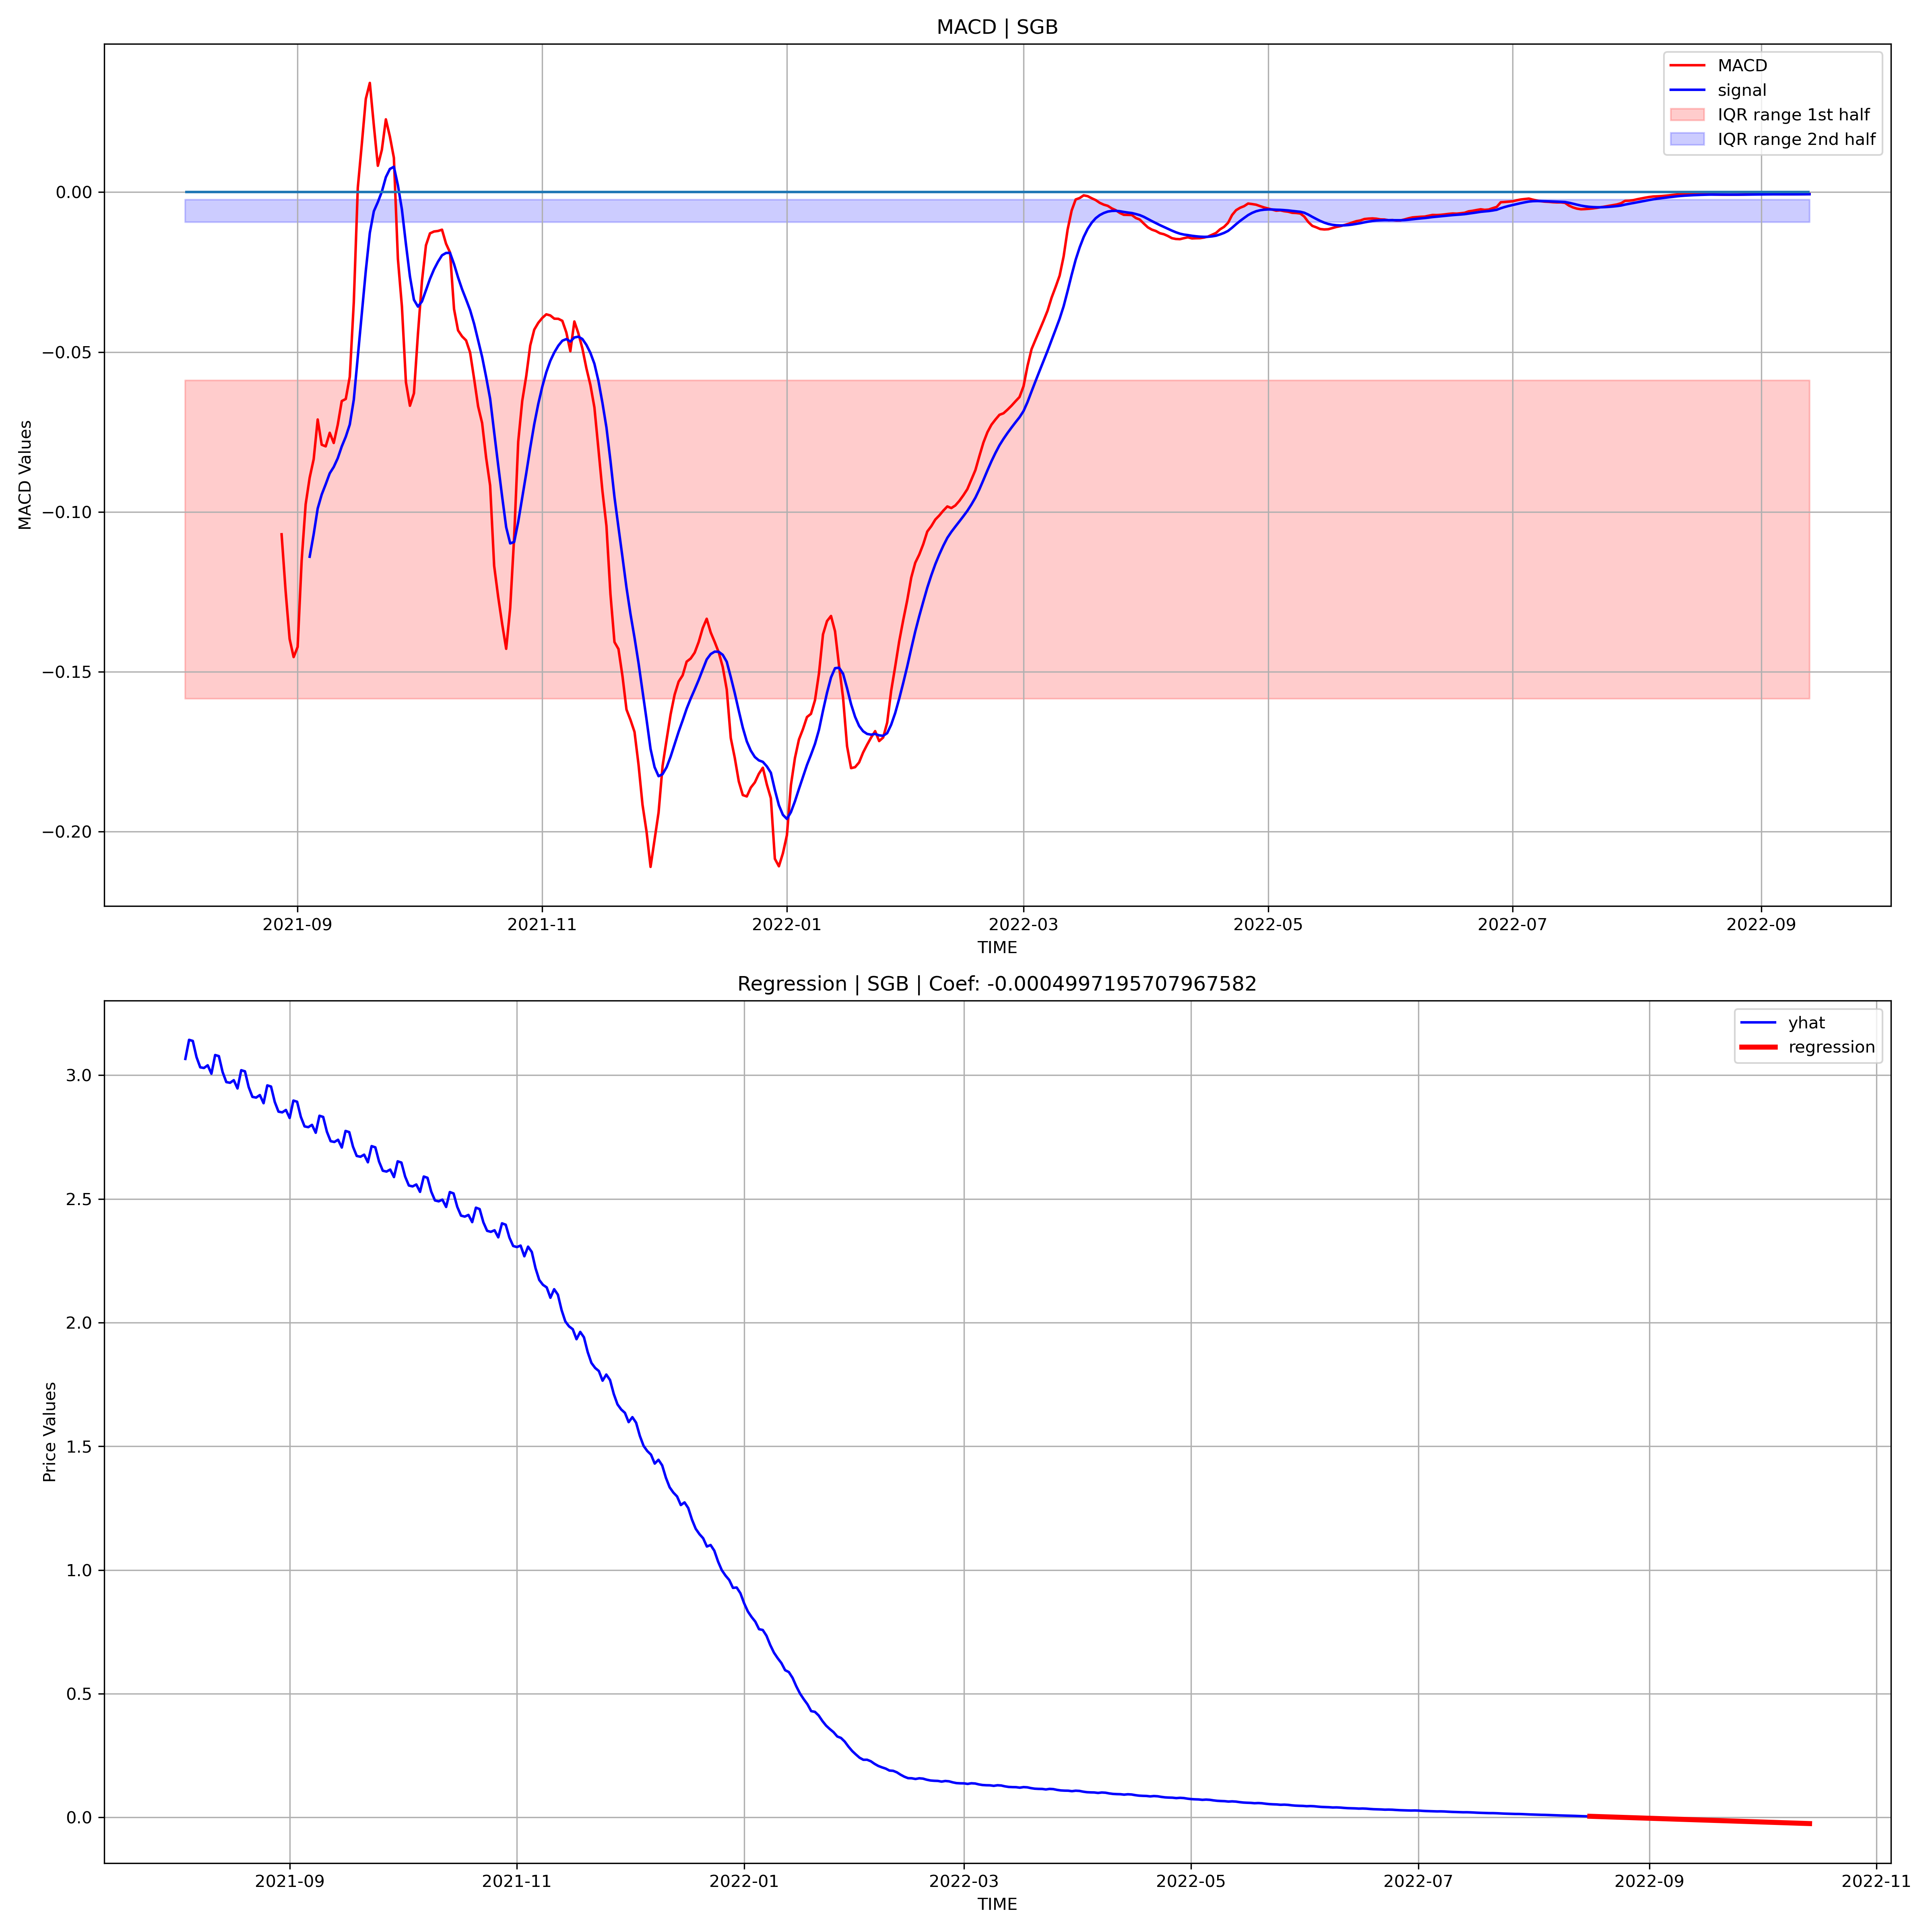 MACD | SGB
MACD
signal
IQR range 1st half
IQR range 2nd half
MACD Values
0.00
−0.05
−0.10
−0.15
−0.20
2021-09
2021-11
2022-01
2022-03
2022-05
2022-07
2022-09
TIME
Regression | SGB | Coef: -0.0004997195707967582
yhat
regression
Price Values
3.0
2.5
2.0
1.5
1.0
0.5
0.0
2021-09
2021-11
2022-01
2022-03
2022-05
2022-07
2022-09
2022-11
TIME